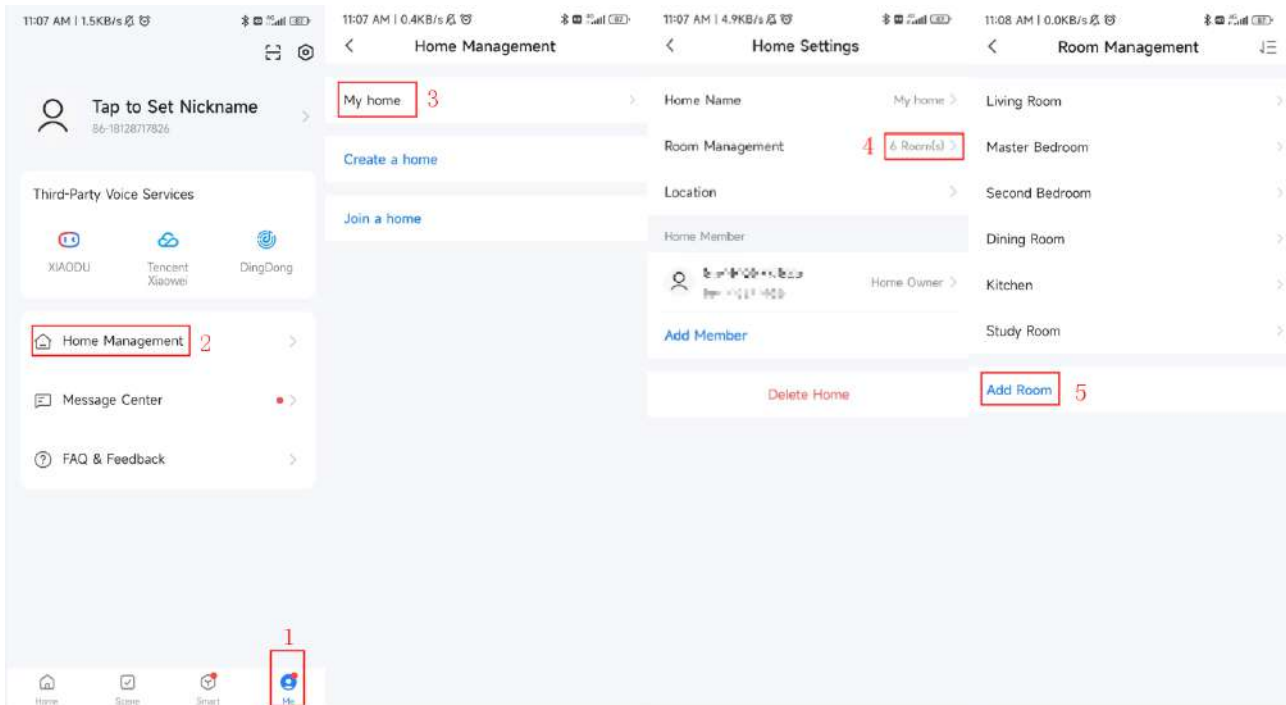 11:07 AM | 1.5KB/s
Tap to Set Nickname
86-18128717826
Third-Party Voice Services
XIAODU
Tencent
Xiaowei
DingDong
Home Management 2
Message Center
FAQ & Feedback
1
Home
Scene
Smart
Me
11:07 AM | 0.4KB/s
Home Management
My home 3
Create a home
Join a home
11:07 AM | 4.9KB/s
Home Settings
Home Name My home
Room Management 4 6 Room(s)
Location
Home Member
Home Owner
Add Member
Delete Home
11:08 AM | 0.0KB/s
Room Management
Living Room
Master Bedroom
Second Bedroom
Dining Room
Kitchen
Study Room
Add Room 5